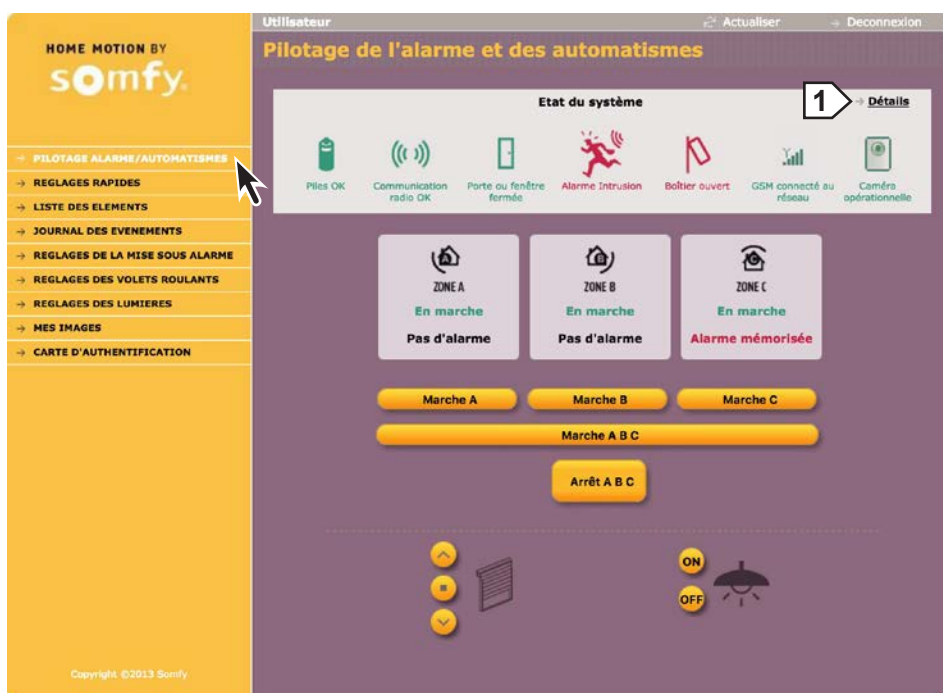 Utilisateur
Actualiser
Deconnexion
HOME MOTION BY
somfy.
Pilotage de l'alarme et des automatismes
Etat du système
1
Détails
Piles OK
Communication
radio OK
Porte ou fenêtre
fermée
Alarme Intrusion
Boîtier ouvert
GSM connecté au
réseau
Caméra
opérationnelle
PILOTAGE ALARME/AUTOMATISMES
REGLAGES RAPIDES
LISTE DES ELEMENTS
JOURNAL DES EVENEMENTS
REGLAGES DE LA MISE SOUS ALARME
REGLAGES DES VOLETS ROULANTS
REGLAGES DES LUMIERES
MES IMAGES
CARTE D'AUTHENTIFICATION
A
ZONE A
En marche
Pas d'alarme
B
ZONE B
En marche
Pas d'alarme
C
ZONE C
En marche
Alarme mémorisée
Marche A
Marche B
Marche C
Marche A B C
Arrêt A B C
ON
OFF
Copyright ©2013 Somfy